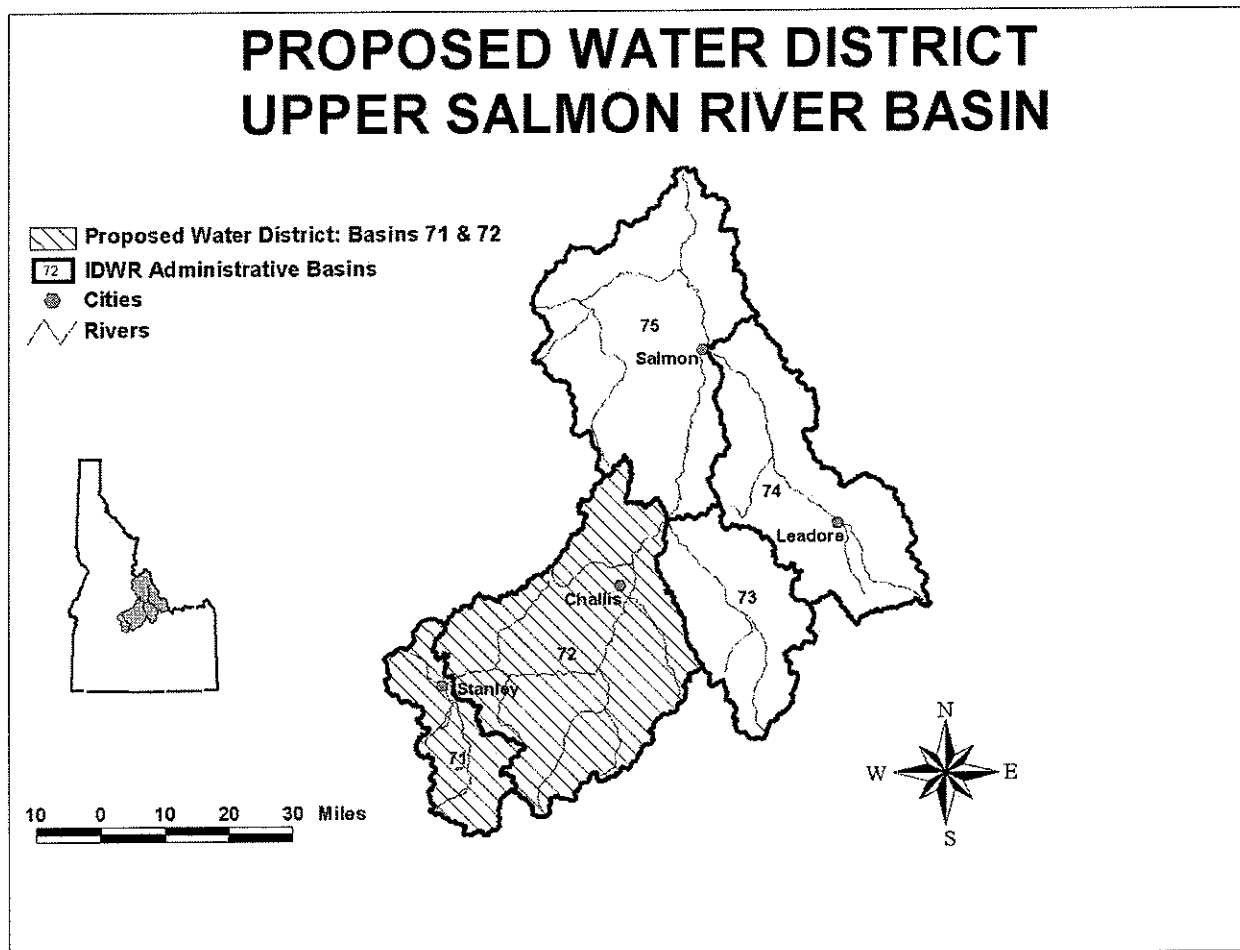 PROPOSED WATER DISTRICT
UPPER SALMON RIVER BASIN
Proposed Water District: Basins 71 & 72
72 IDWR Administrative Basins
Cities
Rivers
75
Salmon
74
Leadore
Challis
73
72
Stanley
71
N
W E
S
10 0 10 20 30 Miles